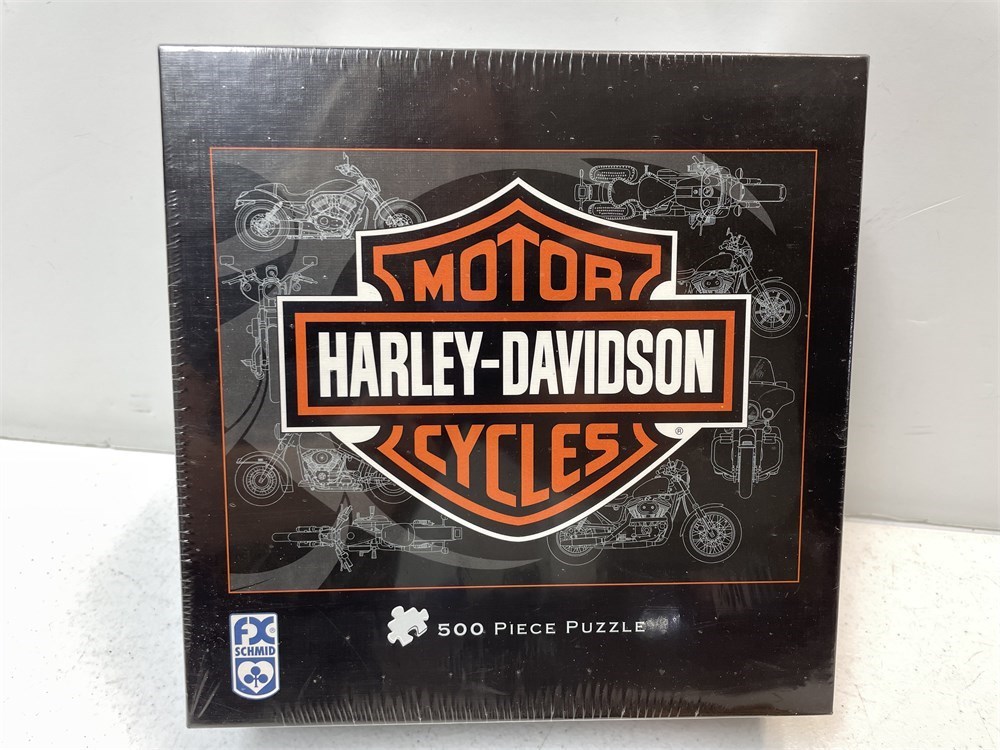 MOTOR
HARLEY-DAVIDSON
CYCLES
®
FX®
SCHMID
500 PIECE PUZZLE